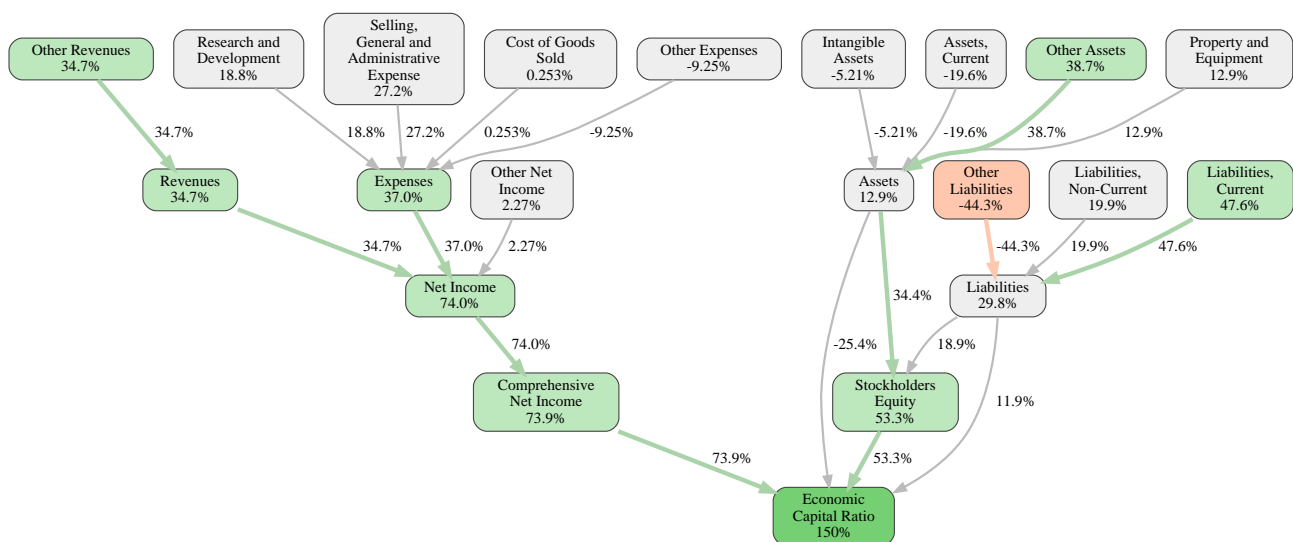 Other Revenues
34.7%
Research and
Development
18.8%
Selling,
General and
Administrative
Expense
27.2%
Cost of Goods
Sold
0.253%
Other Expenses
-9.25%
Intangible
Assets
-5.21%
Assets,
Current
-19.6%
Other Assets
38.7%
Property and
Equipment
12.9%
34.7%
18.8%
27.2%
0.253%
-9.25%
-5.21%
-19.6%
38.7%
12.9%
Revenues
34.7%
Expenses
37.0%
Other Net
Income
2.27%
Assets
12.9%
Other
Liabilities
-44.3%
Liabilities,
Non-Current
19.9%
Liabilities,
Current
47.6%
34.7%
37.0%
2.27%
-44.3%
19.9%
47.6%
Net Income
74.0%
34.4%
Liabilities
29.8%
74.0%
-25.4%
18.9%
Comprehensive
Net Income
73.9%
Stockholders
Equity
53.3%
11.9%
73.9%
53.3%
Economic
Capital Ratio
150%